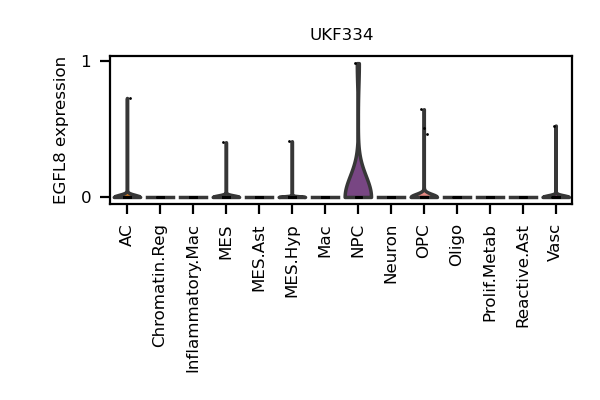 UKF334
EGFL8 expression
1
0
AC
Chromatin.Reg
Inflammatory.Mac
MES
MES.Ast
MES.Hyp
Mac
NPC
Neuron
OPC
Oligo
Prolif.Metab
Reactive.Ast
Vasc